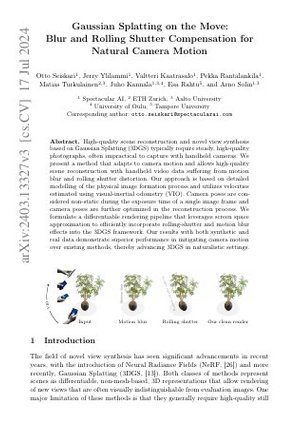 arXiv:2403.13327v3 [cs.CV] 17 Jul 2024
Gaussian Splatting on the Move:
Blur and Rolling Shutter Compensation for
Natural Camera Motion
Otto Seiskari¹, Jerry Ylilammi¹, Valtteri Kaatrasalo¹, Pekka Rantalankila¹,
Matias Turkulainen²,³, Juho Kannala¹,³,⁴, Esa Rahtu¹, and Arno Solin¹,³
¹ Spectacular AI, ² ETH Zurich, ³ Aalto University
⁴ University of Oulu, ⁵ Tampere University
Corresponding author: otto.seiskari@spectacularai.com
Abstract. High-quality scene reconstruction and novel view synthesis
based on Gaussian Splatting (3DGS) typically require steady, high-quality
photographs, often impractical to capture with handheld cameras. We
present a method that adapts to camera motion and allows high-quality
scene reconstruction with handheld video data suffering from motion
blur and rolling shutter distortion. Our approach is based on detailed
modelling of the physical image formation process and utilizes velocities
estimated using visual-inertial odometry (VIO). Camera poses are con-
sidered non-static during the exposure time of a single image frame and
camera poses are further optimized in the reconstruction process. We
formulate a differentiable rendering pipeline that leverages screen space
approximation to efficiently incorporate rolling-shutter and motion blur
effects into the 3DGS framework. Our results with both synthetic and
real data demonstrate superior performance in mitigating camera motion
over existing methods, thereby advancing 3DGS in naturalistic settings.
Input Motion blur Rolling shutter Our clean render
1 Introduction
The field of novel view synthesis has seen significant advancements in recent
years, with the introduction of Neural Radiance Fields (NeRF, [26]) and more
recently, Gaussian Splatting (3DGS, [13]). Both classes of methods represent
scenes as differentiable, non-mesh-based, 3D representations that allow rendering
of new views that are often visually indistinguishable from evaluation images. One
major limitation of these methods is that they generally require high-quality still